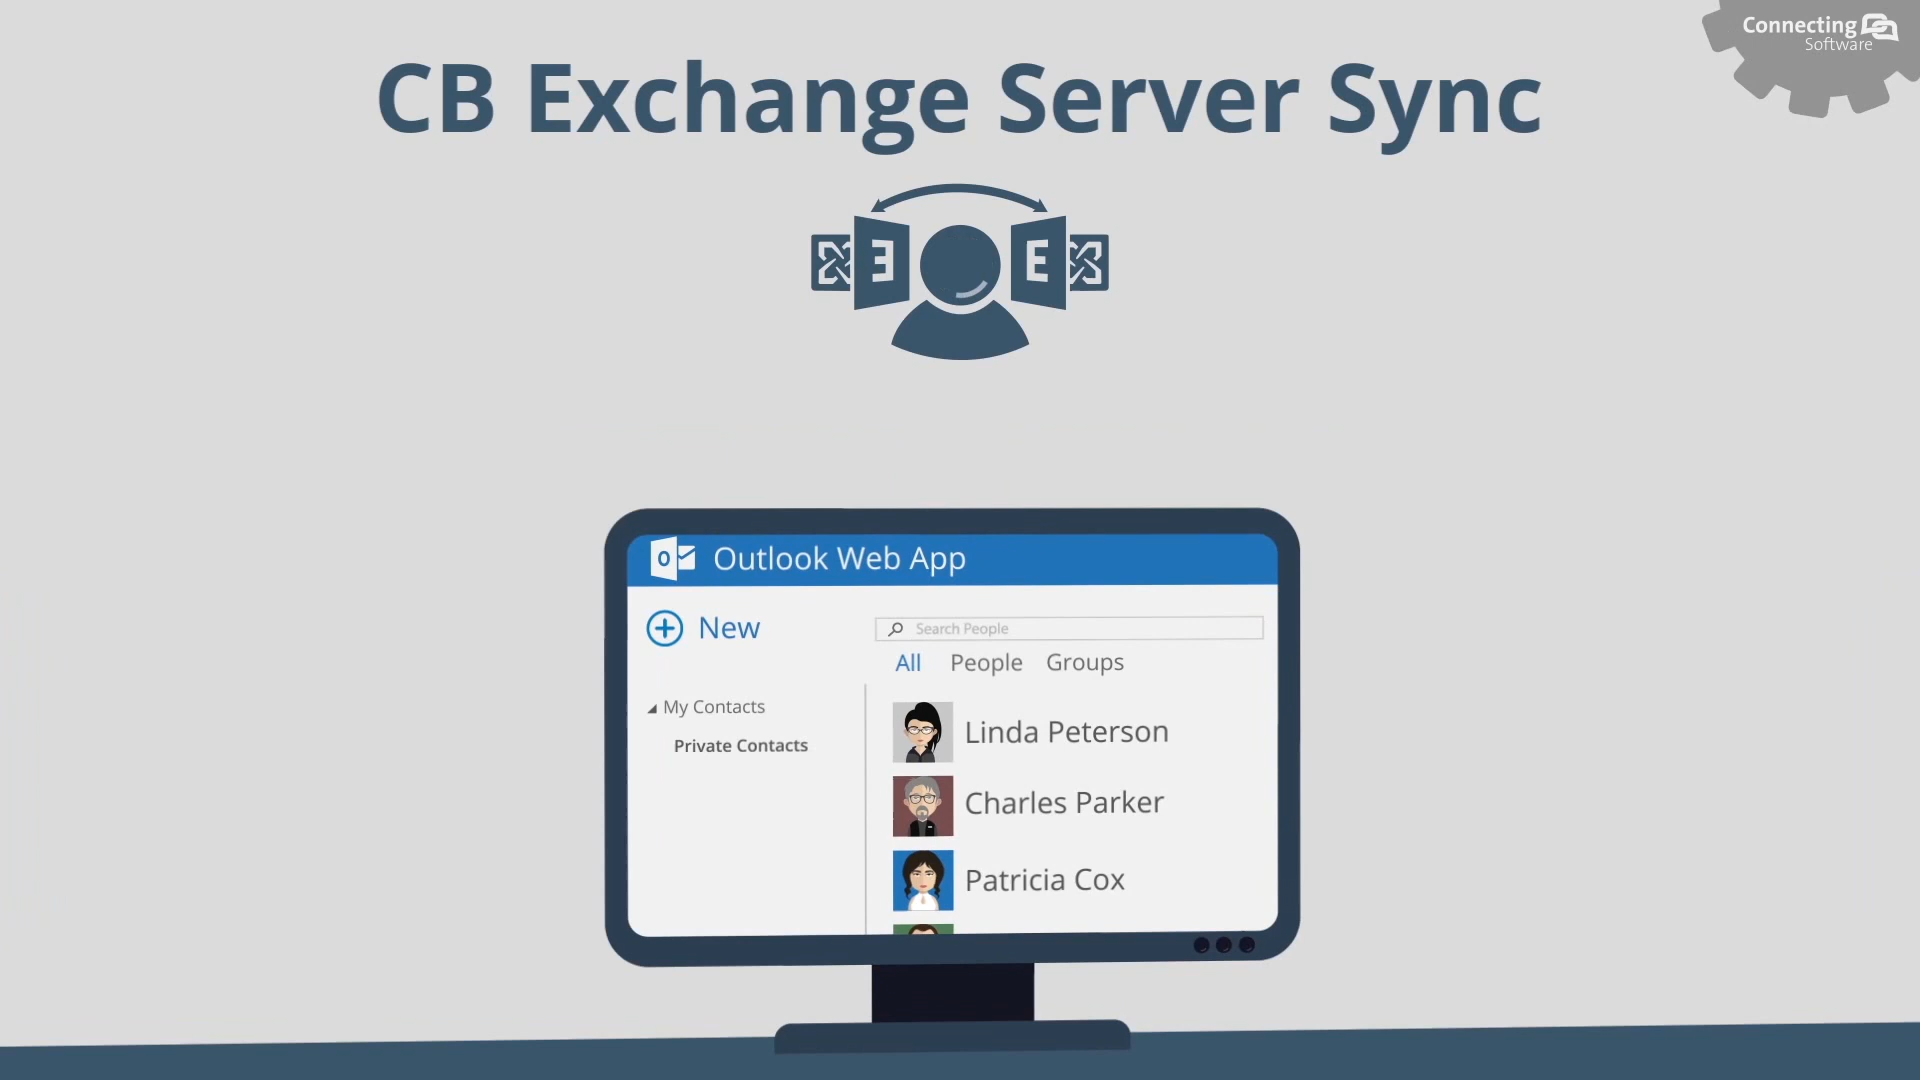 Connecting
Software
CB Exchange Server Sync
E E
Outlook Web App
New
Search People
All People Groups
My Contacts
Private Contacts
Linda Peterson
Charles Parker
Patricia Cox